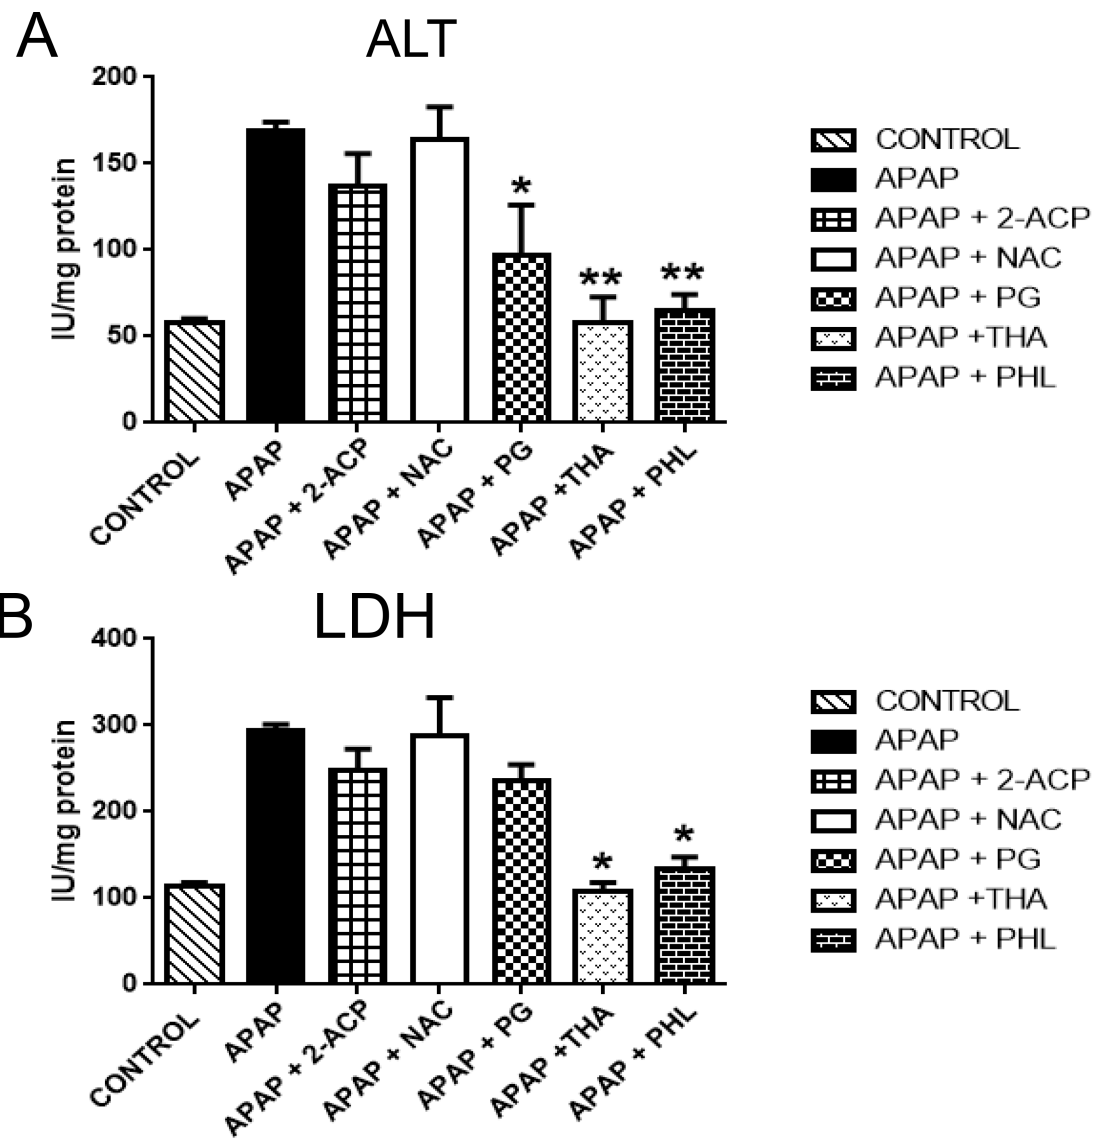 A
ALT
IU/mg protein
200
150
100
50
0
*
**
**
CONTROL
APAP
APAP + 2-ACP
APAP + NAC
APAP + PG
APAP +THA
APAP + PHL
CONTROL
APAP
APAP + 2-ACP
APAP + NAC
APAP + PG
APAP +THA
APAP + PHL
B
LDH
IU/mg protein
400
300
200
100
0
*
*
CONTROL
APAP
APAP + 2-ACP
APAP + NAC
APAP + PG
APAP +THA
APAP + PHL
CONTROL
APAP
APAP + 2-ACP
APAP + NAC
APAP + PG
APAP +THA
APAP + PHL